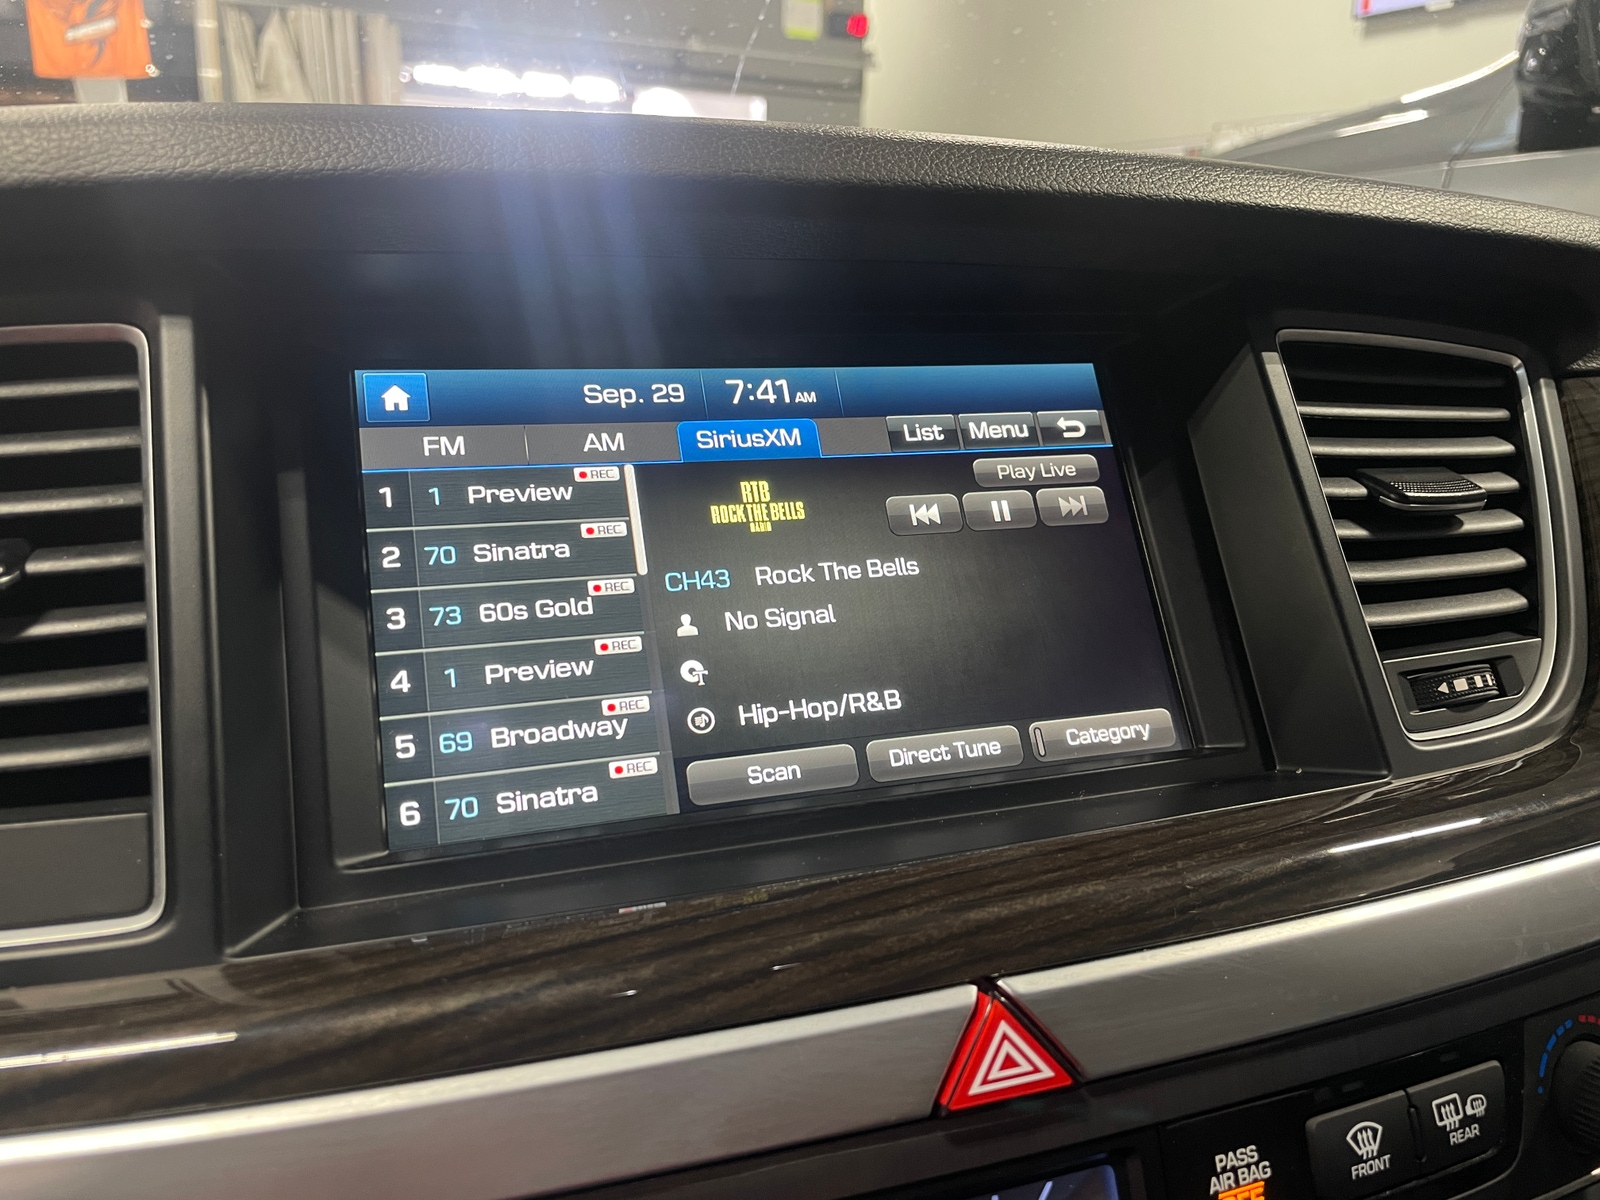 Sep. 29 7:41 AM
FM AM SiriusXM List Menu
Play Live
1 1 Preview REC
2 70 Sinatra REC
3 73 60s Gold REC
4 1 Preview REC
5 69 Broadway REC
6 70 Sinatra REC
RTB
ROCK THE BELLS
RADIO
CH43 Rock The Bells
No Signal
Hip-Hop/R&B
Scan Direct Tune Category
PASS
AIR BAG
OFF
FRONT
REAR